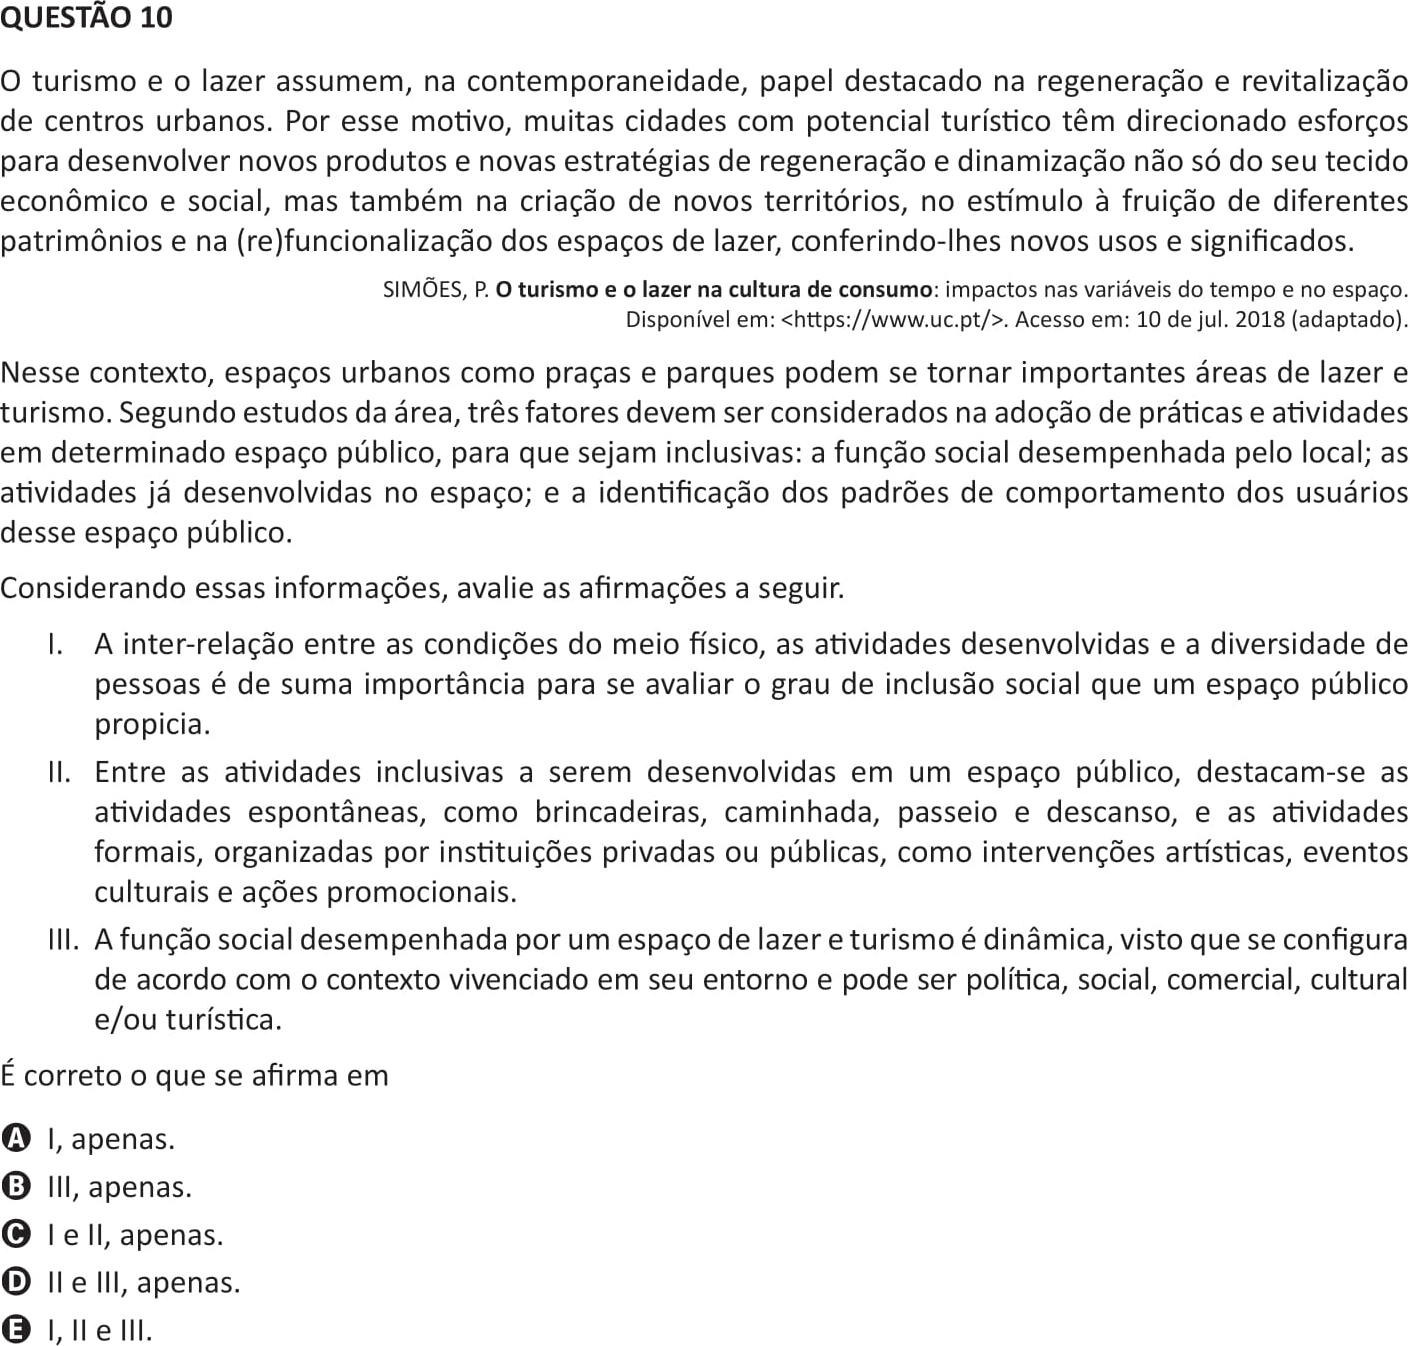 QUESTÃO 10
O turismo e o lazer assumem, na contemporaneidade, papel destacado na regeneração e revitalização
de centros urbanos. Por esse motivo, muitas cidades com potencial turístico têm direcionado esforços
para desenvolver novos produtos e novas estratégias de regeneração e dinamização não só do seu tecido
econômico e social, mas também na criação de novos territórios, no estímulo à fruição de diferentes
patrimônios e na (re)funcionalização dos espaços de lazer, conferindo-lhes novos usos e significados.
SIMÕES, P. O turismo e o lazer na cultura de consumo: impactos nas variáveis do tempo e no espaço.
Disponível em: <https://www.uc.pt/>. Acesso em: 10 de jul. 2018 (adaptado).
Nesse contexto, espaços urbanos como praças e parques podem se tornar importantes áreas de lazer e
turismo. Segundo estudos da área, três fatores devem ser considerados na adoção de práticas e atividades
em determinado espaço público, para que sejam inclusivas: a função social desempenhada pelo local; as
atividades já desenvolvidas no espaço; e a identificação dos padrões de comportamento dos usuários
desse espaço público.
Considerando essas informações, avalie as afirmações a seguir.
I. A inter-relação entre as condições do meio físico, as atividades desenvolvidas e a diversidade de
pessoas é de suma importância para se avaliar o grau de inclusão social que um espaço público
propicia.
II. Entre as atividades inclusivas a serem desenvolvidas em um espaço público, destacam-se as
atividades espontâneas, como brincadeiras, caminhada, passeio e descanso, e as atividades
formais, organizadas por instituições privadas ou públicas, como intervenções artísticas, eventos
culturais e ações promocionais.
III. A função social desempenhada por um espaço de lazer e turismo é dinâmica, visto que se configura
de acordo com o contexto vivenciado em seu entorno e pode ser política, social, comercial, cultural
e/ou turística.
É correto o que se afirma em
A I, apenas.
B III, apenas.
C I e II, apenas.
D II e III, apenas.
E I, II e III.